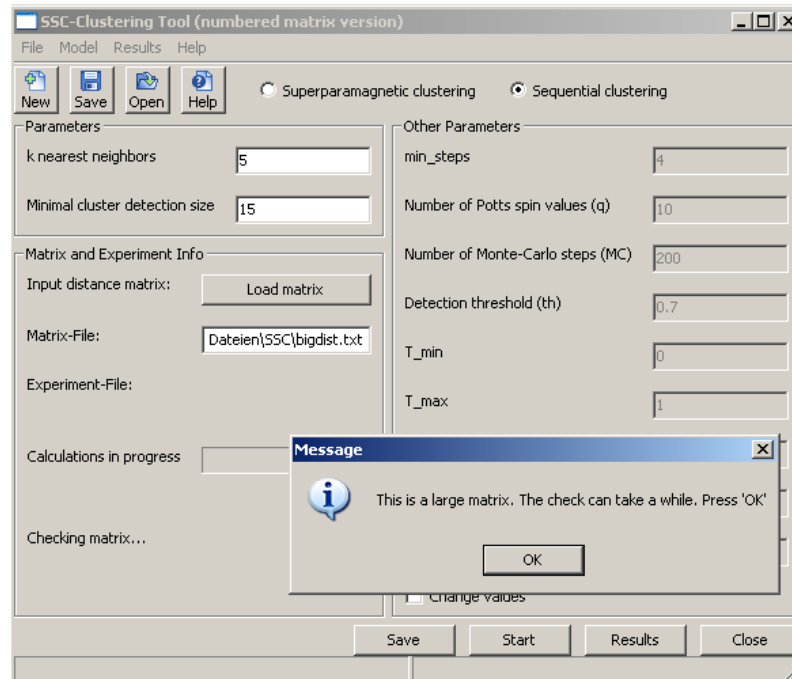 SSC-Clustering Tool (numbered matrix version)
File Model Results Help
New Save Open Help
Superparamagnetic clustering Sequential clustering
Parameters
k nearest neighbors 5
Minimal cluster detection size 15
Matrix and Experiment Info
Input distance matrix: Load matrix
Matrix-File: Dateien\SSC\bigdist.txt
Experiment-File:
Calculations in progress
Checking matrix...
Other Parameters
min_steps 4
Number of Potts spin values (q) 10
Number of Monte-Carlo steps (MC) 200
Detection threshold (th) 0.7
T_min 0
T_max 1
Message
This is a large matrix. The check can take a while. Press 'OK'
OK
Change values
Save Start Results Close